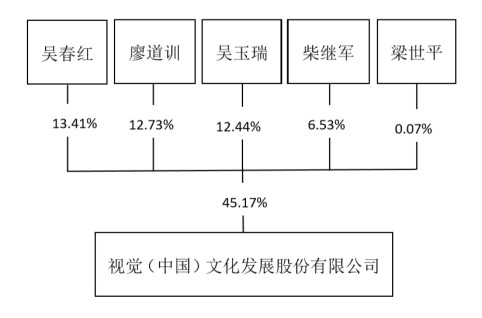 吴春红 廖道训 吴玉瑞 柴继军 梁世平
13.41% 12.73% 12.44% 6.53% 0.07%
45.17%
视觉（中国）文化发展股份有限公司